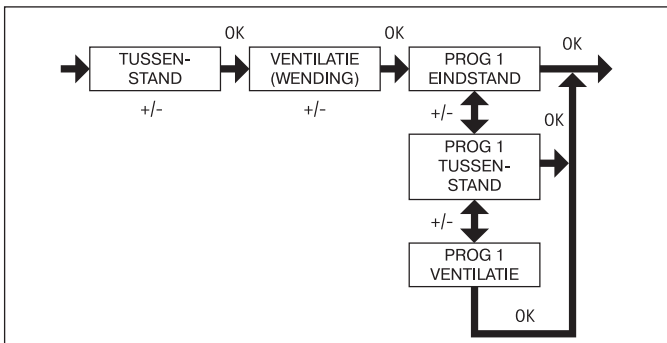 OK
OK
OK
TUSSEN-
STAND
VENTILATIE
(WENDING)
PROG 1
EINDSTAND
+/-
+/-
+/-
OK
PROG 1
TUSSEN-
STAND
+/-
PROG 1
VENTILATIE
OK